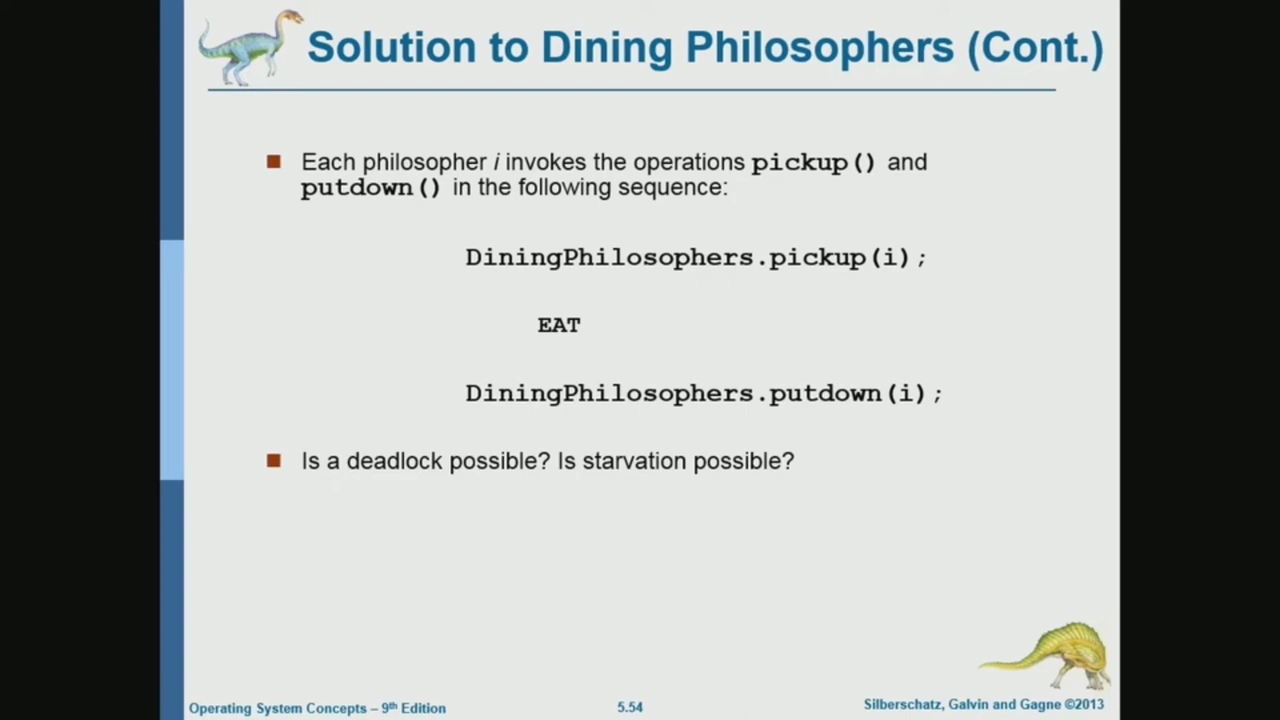 Solution to Dining Philosophers (Cont.)
Each philosopher i invokes the operations pickup() and
putdown() in the following sequence:
DiningPhilosophers.pickup(i);
EAT
DiningPhilosophers.putdown(i);
Is a deadlock possible? Is starvation possible?
Operating System Concepts – 9th Edition
5.54
Silberschatz, Galvin and Gagne ©2013